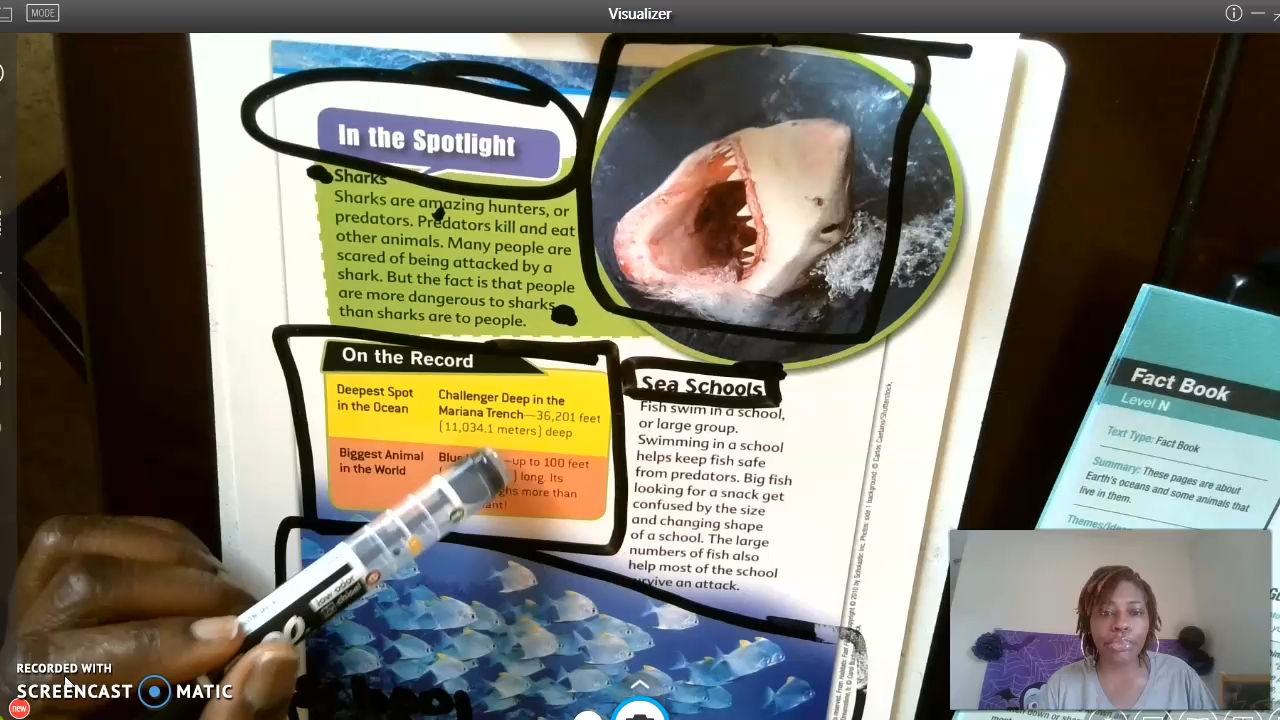 MODE
Visualizer
In the Spotlight
Sharks
Sharks are amazing hunters, or
predators. Predators kill and eat
other animals. Many people are
scared of being attacked by a
shark. But the fact is that people
are more dangerous to sharks
than sharks are to people.
On the Record
Deepest Spot
in the Ocean
Challenger Deep in the
Mariana Trench—36,201 feet
[11,034.1 meters] deep
Biggest Animal
in the World
—up to 100 feet
] long. Its
more than
Sea Schools
Fish swim in a school,
or large group.
Swimming in a school
helps keep fish safe
from predators. Big fish
looking for a snack get
confused by the size
and changing shape
of a school. The large
numbers of fish also
help most of the school
an attack.
Fact Book
Level N
Text Type: Fact Book
Summary: These pages are about
Earth's oceans and some animals that
live in them.
low odor
RECORDED WITH
SCREENCAST MATIC
new